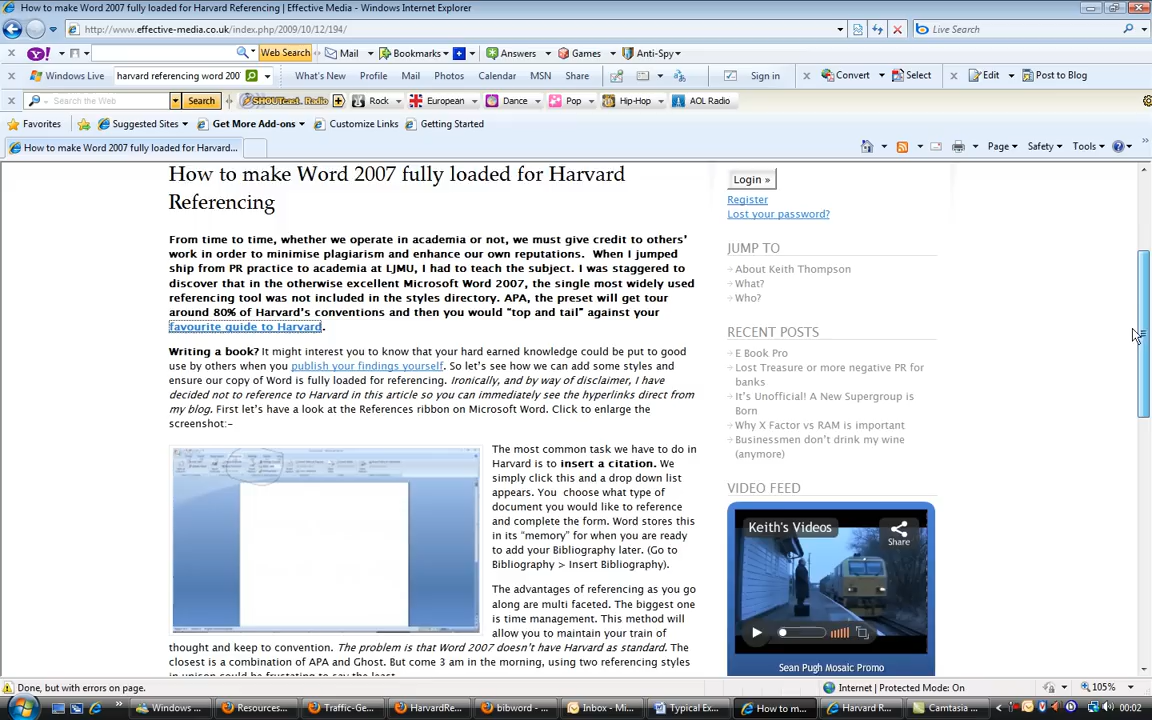 How to make Word 2007 fully loaded for Harvard Referencing | Effective Media - Windows Internet Explorer
http://www.effective-media.co.uk/index.php/2009/10/12/194/
Live Search
Web Search
Mail
Bookmarks
Answers
Games
Anti-Spy
Windows Live
harvard referencing word 200
What's New
Profile
Mail
Photos
Calendar
MSN
Share
Sign in
Convert
Select
Edit
Post to Blog
Search the Web
Search
SHOUTcast Radio
Rock
European
Dance
Pop
Hip-Hop
AOL Radio
Favorites
Suggested Sites
Get More Add-ons
Customize Links
Getting Started
How to make Word 2007 fully loaded for Harvard...
Page
Safety
Tools
How to make Word 2007 fully loaded for Harvard
Referencing
From time to time, whether we operate in academia or not, we must give credit to others'
work in order to minimise plagiarism and enhance our own reputations. When I jumped
ship from PR practice to academia at LJMU, I had to teach the subject. I was staggered to
discover that in the otherwise excellent Microsoft Word 2007, the single most widely used
referencing tool was not included in the styles directory. APA, the preset will get tour
around 80% of Harvard's conventions and then you would "top and tail" against your
favourite guide to Harvard.
Writing a book? It might interest you to know that your hard earned knowledge could be put to good
use by others when you publish your findings yourself. So let's see how we can add some styles and
ensure our copy of Word is fully loaded for referencing. Ironically, and by way of disclaimer, I have
decided not to reference to Harvard in this article so you can immediately see the hyperlinks direct from
my blog. First let's have a look at the References ribbon on Microsoft Word. Click to enlarge the
screenshot:-
The most common task we have to do in
Harvard is to insert a citation. We
simply click this and a drop down list
appears. You choose what type of
document you would like to reference
and complete the form. Word stores this
in its "memory" for when you are ready
to add your Bibliography later. (Go to
Bibliography > Insert Bibliography).
The advantages of referencing as you go
along are multi faceted. The biggest one
is time management. This method will
allow you to maintain your train of
thought and keep to convention. The problem is that Word 2007 doesn't have Harvard as standard. The
closest is a combination of APA and Ghost. But come 3 am in the morning, using two referencing styles
in unison could be frustrating to say the least.
Login »
Register
Lost your password?
JUMP TO
About Keith Thompson
What?
Who?
RECENT POSTS
E Book Pro
Lost Treasure or more negative PR for
banks
It's Unofficial! A New Supergroup is
Born
Why X Factor vs RAM is important
Businessmen don't drink my wine
(anymore)
VIDEO FEED
Keith's Videos
Share
Sean Pugh Mosaic Promo
Done, but with errors on page.
Internet | Protected Mode: On
105%
Windows ...
Resources...
Traffic-Ge...
HarvardRe...
bibword - ...
Inbox - Mi...
Typical Ex...
How to m...
Harvard R...
Camtasia ...
00:02